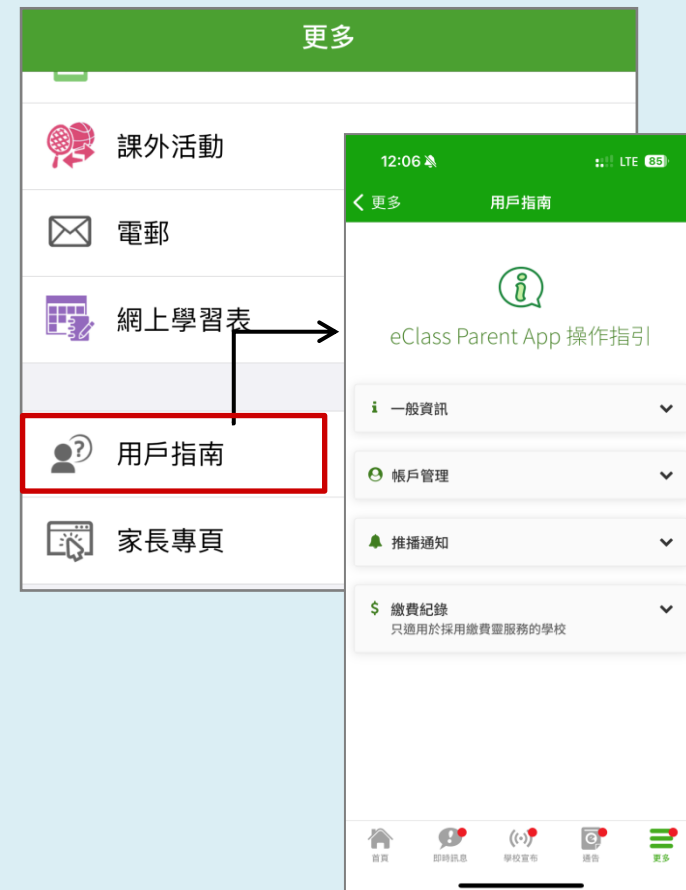 更多
課外活動
電郵
網上學習表
用戶指南
家長專頁
12:06 LTE 85
更多 用戶指南
eClass Parent App 操作指引
i 一般資訊
帳戶管理
推播通知
$ 繳費紀錄
只適用於採用繳費靈服務的學校
首頁 即時訊息 學校宣布 通告 更多